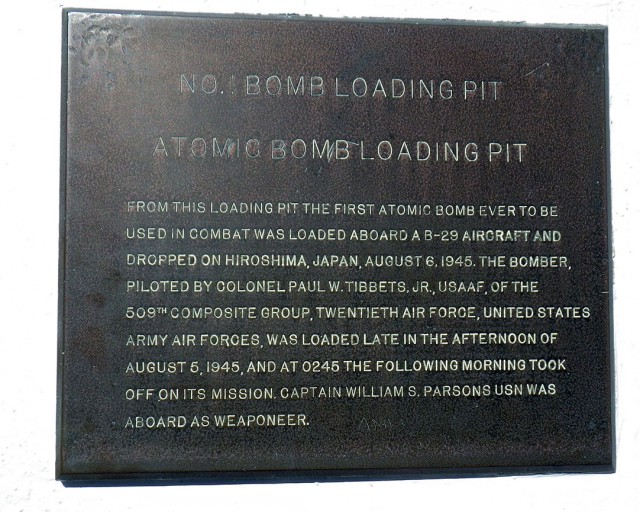 NO. 1 BOMB LOADING PIT
ATOMIC BOMB LOADING PIT
FROM THIS LOADING PIT THE FIRST ATOMIC BOMB EVER TO BE
USED IN COMBAT WAS LOADED ABOARD A B-29 AIRCRAFT AND
DROPPED ON HIROSHIMA, JAPAN, AUGUST 6, 1945. THE BOMBER,
PILOTED BY COLONEL PAUL W. TIBBETS, JR., USAAF, OF THE
509TH COMPOSITE GROUP, TWENTIETH AIR FORCE, UNITED STATES
ARMY AIR FORCES, WAS LOADED LATE IN THE AFTERNOON OF
AUGUST 5, 1945, AND AT 0245 THE FOLLOWING MORNING TOOK
OFF ON ITS MISSION. CAPTAIN WILLIAM S. PARSONS USN WAS
ABOARD AS WEAPONEER.